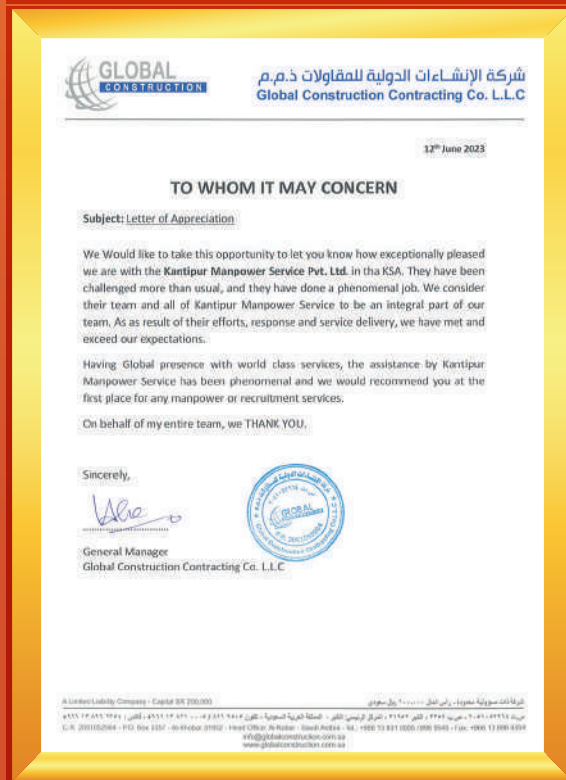 GLOBAL
CONSTRUCTION
شركة الإنشاءات الدولية للمقاولات ذ.م.م
Global Construction Contracting Co. L.L.C
12th June 2023
TO WHOM IT MAY CONCERN
Subject: Letter of Appreciation
We Would like to take this opportunity to let you know how exceptionally pleased
we are with the Kantipur Manpower Service Pvt. Ltd. in tha KSA. They have been
challenged more than usual, and they have done a phenomenal job. We consider
their team and all of Kantipur Manpower Service to be an integral part of our
team. As as result of their efforts, response and service delivery, we have met and
exceed our expectations.
Having Global presence with world class services, the assistance by Kantipur
Manpower Service has been phenomenal and we would recommend you at the
first place for any manpower or recruitment services.
On behalf of my entire team, we THANK YOU.
Sincerely,
GLOBAL
General Manager
Global Construction Contracting Co. L.L.C
A Limited Liability Company - Capital SR 200,000
info@globalconstruction.com.sa
www.globalconstruction.com.sa